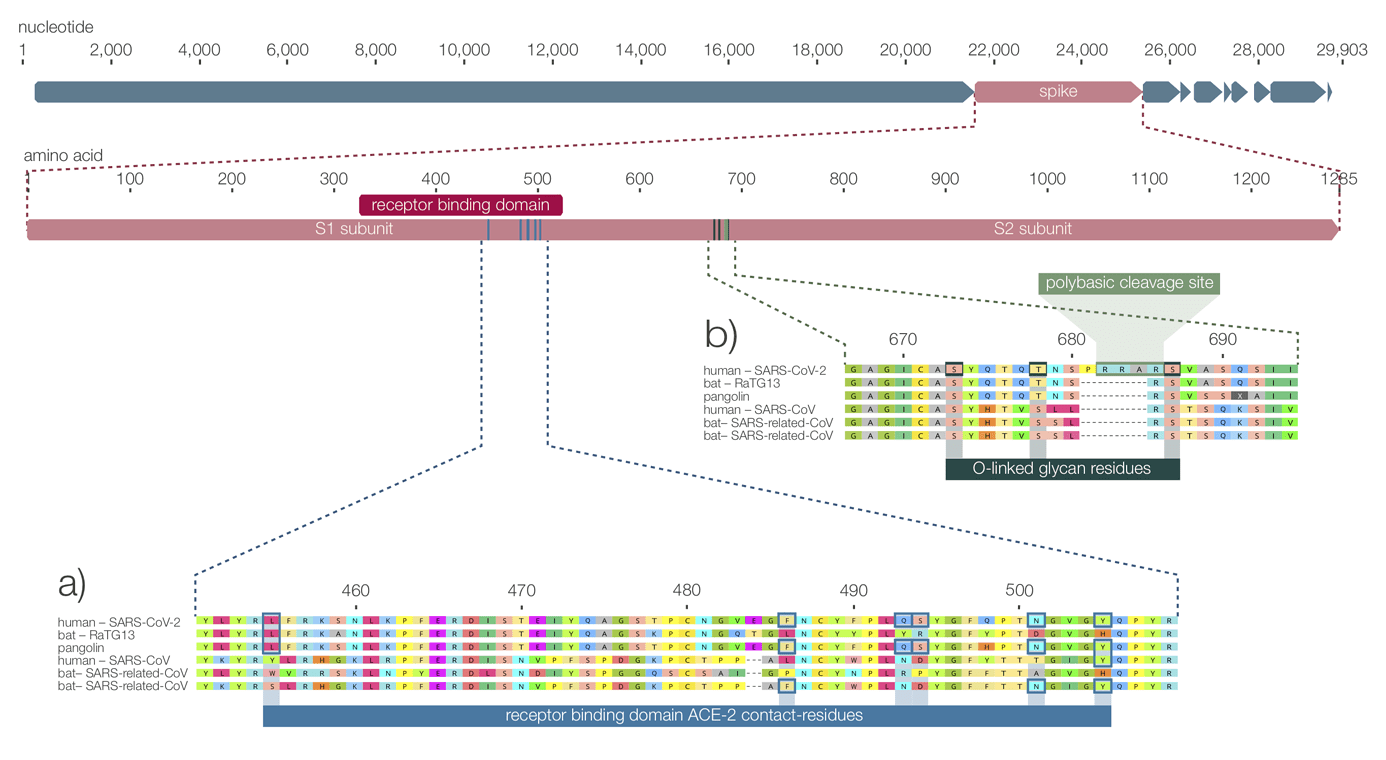 nucleotide
1 2,000 4,000 6,000 8,000 10,000 12,000 14,000 16,000 18,000 20,000 22,000 24,000 26,000 28,000 29,903
spike
amino acid
100 200 300 400 500 600 700 800 900 1000 1100 1200 1285
receptor binding domain
S1 subunit S2 subunit
polybasic cleavage site
b)
670 680 690
human – SARS-CoV-2 G A G I C A S Y Q T Q T N S P R R A R S V A S Q S I I
bat – RaTG13 G A G I C A S Y Q T Q T N S - - - - R S V A S Q S I I
pangolin G A G I C A S Y Q T Q T N S - - - - R S V S S X A I I
human – SARS-CoV G A G I C A S Y H T V S L L - - - - R S T S Q K S I V
bat– SARS-related-CoV G A G I C A S Y H T V S S L - - - - R S T S Q K S I V
bat– SARS-related-CoV G A G I C A S Y H T V S S L - - - - R S T S Q K S I V
O-linked glycan residues
a)
460 470 480 490 500
human – SARS-CoV-2 Y L Y R L F R K S N L K P F E R D I S T E I Y Q A G S T P C N G V E G F N C Y F P L Q S Y G F Q P T N G V G Y Q P Y R
bat – RaTG13 Y L Y R L F R K A N L K P F E R D I S T E I Y Q A G S K P C N G Q T G L N C Y Y P L Y R Y G F Y P T D G V G H Q P Y R
pangolin Y L Y R L F R K S N L K P F E R D I S T E I Y Q A G S T P C N G V E G F N C Y F P L Q S Y G F H P T N G V G Y Q P Y R
human – SARS-CoV Y K Y R Y L R H G K L R P F E R D I S N V P F S P D G K P C T P P - A L N C Y W P L N D Y G F Y T T T G I G Y Q P Y R
bat– SARS-related-CoV Y L Y R W V R R S K L N P Y E R D L S N D I Y S P G G Q S C S A I - G P N C Y N P L R P Y G F F T T A G V G H Q P Y R
bat– SARS-related-CoV Y K Y R S L R H G K L R P F E R D I S N V P F S P D G K P C T P P - A F N C Y W P L N D Y G F F T T N G I G Y Q P Y R
receptor binding domain ACE-2 contact-residues